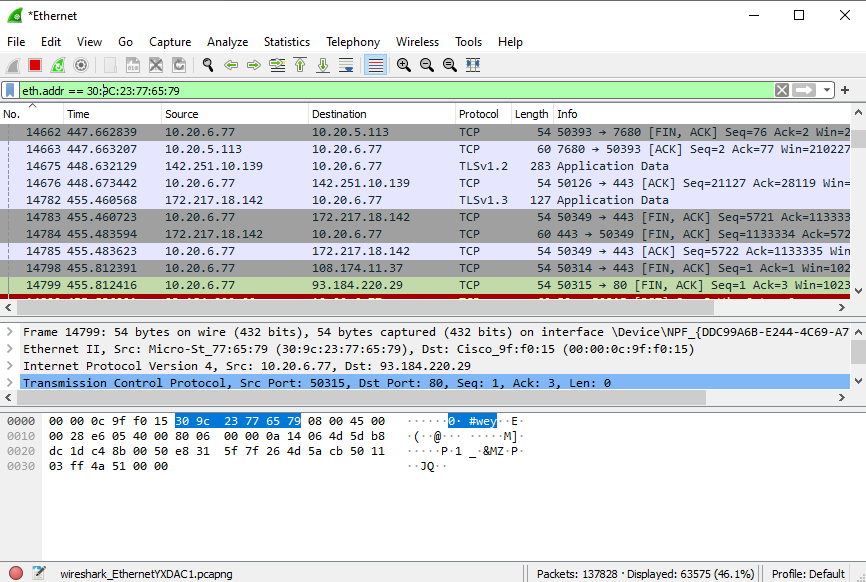 *Ethernet
File Edit View Go Capture Analyze Statistics Telephony Wireless Tools Help
eth.addr == 30:9C:23:77:65:79
No. Time Source Destination Protocol Length Info
14662 447.662839 10.20.6.77 10.20.5.113 TCP 54 50393 → 7680 [FIN, ACK] Seq=76 Ack=2 Win=2
14663 447.663207 10.20.5.113 10.20.6.77 TCP 60 7680 → 50393 [ACK] Seq=2 Ack=77 Win=210227
14675 448.632129 142.251.10.139 10.20.6.77 TLSv1.2 283 Application Data
14676 448.673442 10.20.6.77 142.251.10.139 TCP 54 50126 → 443 [ACK] Seq=21127 Ack=28119 Win=
14782 455.460568 172.217.18.142 10.20.6.77 TLSv1.3 127 Application Data
14783 455.460723 10.20.6.77 172.217.18.142 TCP 54 50349 → 443 [FIN, ACK] Seq=5721 Ack=1133333
14784 455.483594 172.217.18.142 10.20.6.77 TCP 60 443 → 50349 [FIN, ACK] Seq=1133334 Ack=572
14785 455.483623 10.20.6.77 172.217.18.142 TCP 54 50349 → 443 [ACK] Seq=5722 Ack=1133335 Win
14798 455.812391 10.20.6.77 108.174.11.37 TCP 54 50314 → 443 [FIN, ACK] Seq=1 Ack=1 Win=102
14799 455.812416 10.20.6.77 93.184.220.29 TCP 54 50315 → 80 [FIN, ACK] Seq=1 Ack=3 Win=1023
Frame 14799: 54 bytes on wire (432 bits), 54 bytes captured (432 bits) on interface \Device\NPF_{DDC99A6B-E244-4C69-A7
Ethernet II, Src: Micro-St_77:65:79 (30:9c:23:77:65:79), Dst: Cisco_9f:f0:15 (00:00:0c:9f:f0:15)
Internet Protocol Version 4, Src: 10.20.6.77, Dst: 93.184.220.29
Transmission Control Protocol, Src Port: 50315, Dst Port: 80, Seq: 1, Ack: 3, Len: 0
0000 00 00 0c 9f f0 15 30 9c 23 77 65 79 08 00 45 00 ······0· #wey··E·
0010 00 28 e6 05 40 00 80 06 00 00 0a 14 06 4d 5d b8 ·(··@··· ·····M]·
0020 dc 1d c4 8b 00 50 e8 31 5f 7f 26 4d 5a cb 50 11 ·····P·1 _·&MZ·P·
0030 03 ff 4a 51 00 00 ··JQ··
wireshark_EthernetYXDAC1.pcapng Packets: 137828 · Displayed: 63575 (46.1%) Profile: Default